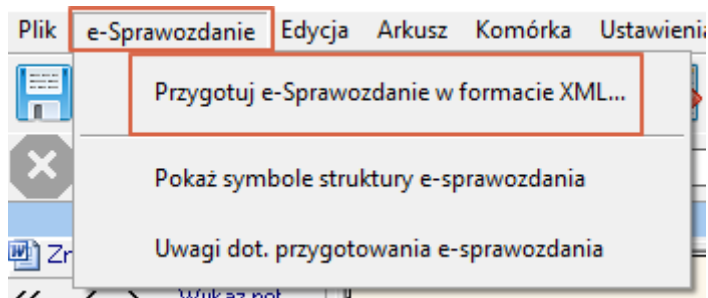 Plik e-Sprawozdanie Edycja Arkusz Komórka Ustawienia
Przygotuj e-Sprawozdanie w formacie XML...
Pokaż symbole struktury e-sprawozdania
Uwagi dot. przygotowania e-sprawozdania